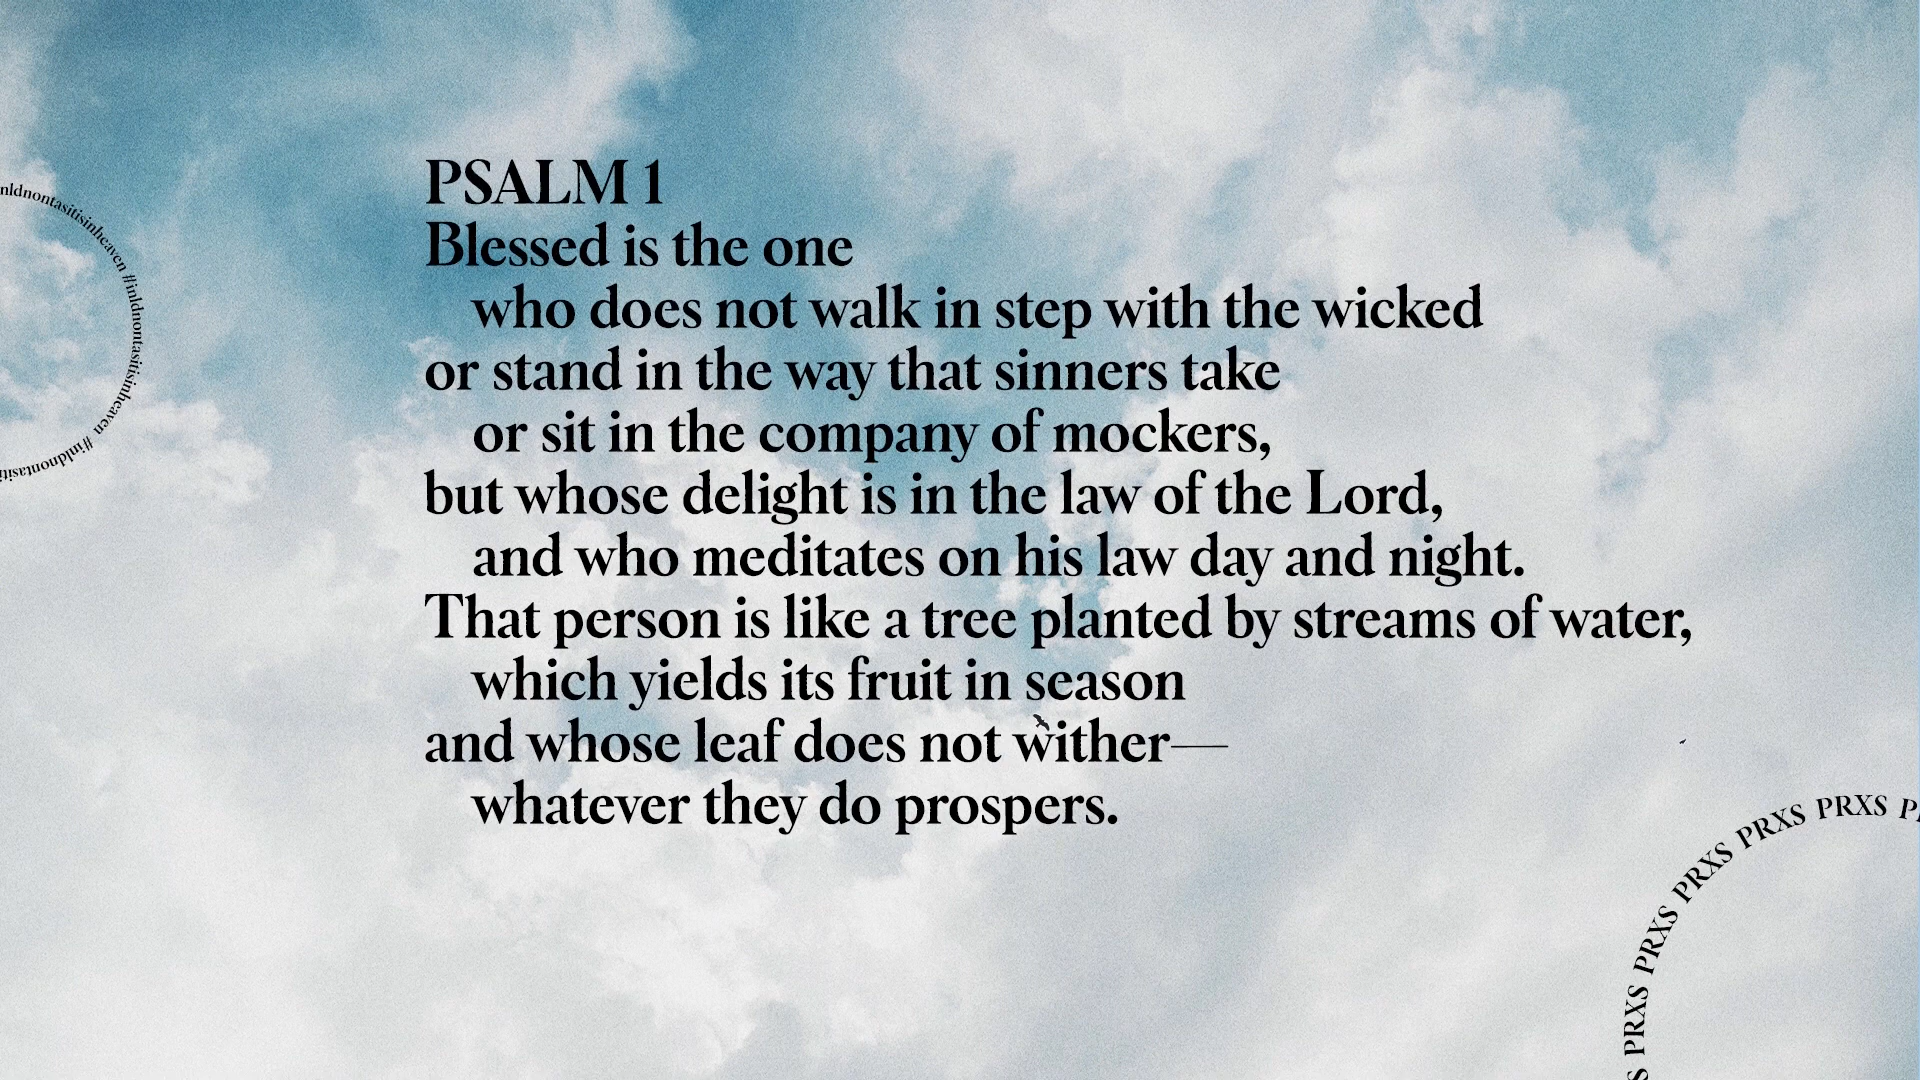 PSALM 1
Blessed is the one
who does not walk in step with the wicked
or stand in the way that sinners take
or sit in the company of mockers,
but whose delight is in the law of the Lord,
and who meditates on his law day and night.
That person is like a tree planted by streams of water,
which yields its fruit in season
and whose leaf does not wither—
whatever they do prospers.
nldnontasitisinheaven #inldnontasitisinheaven #inldnontasiti
S PRXS PRXS PRXS PRXS PRXS P